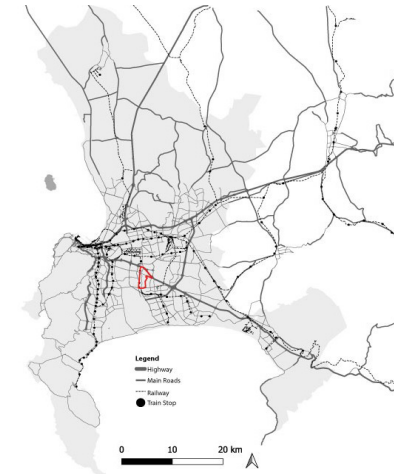 Legend
Highway
Main Roads
Railway
Train Stop
0 10 20 km